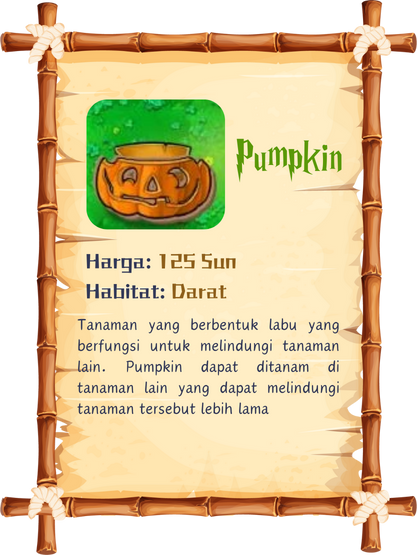 Pumpkin
Harga: 125 Sun
Habitat: Darat
Tanaman yang berbentuk labu yang
berfungsi untuk melindungi tanaman
lain. Pumpkin dapat ditanam di
tanaman lain yang dapat melindungi
tanaman tersebut lebih lama